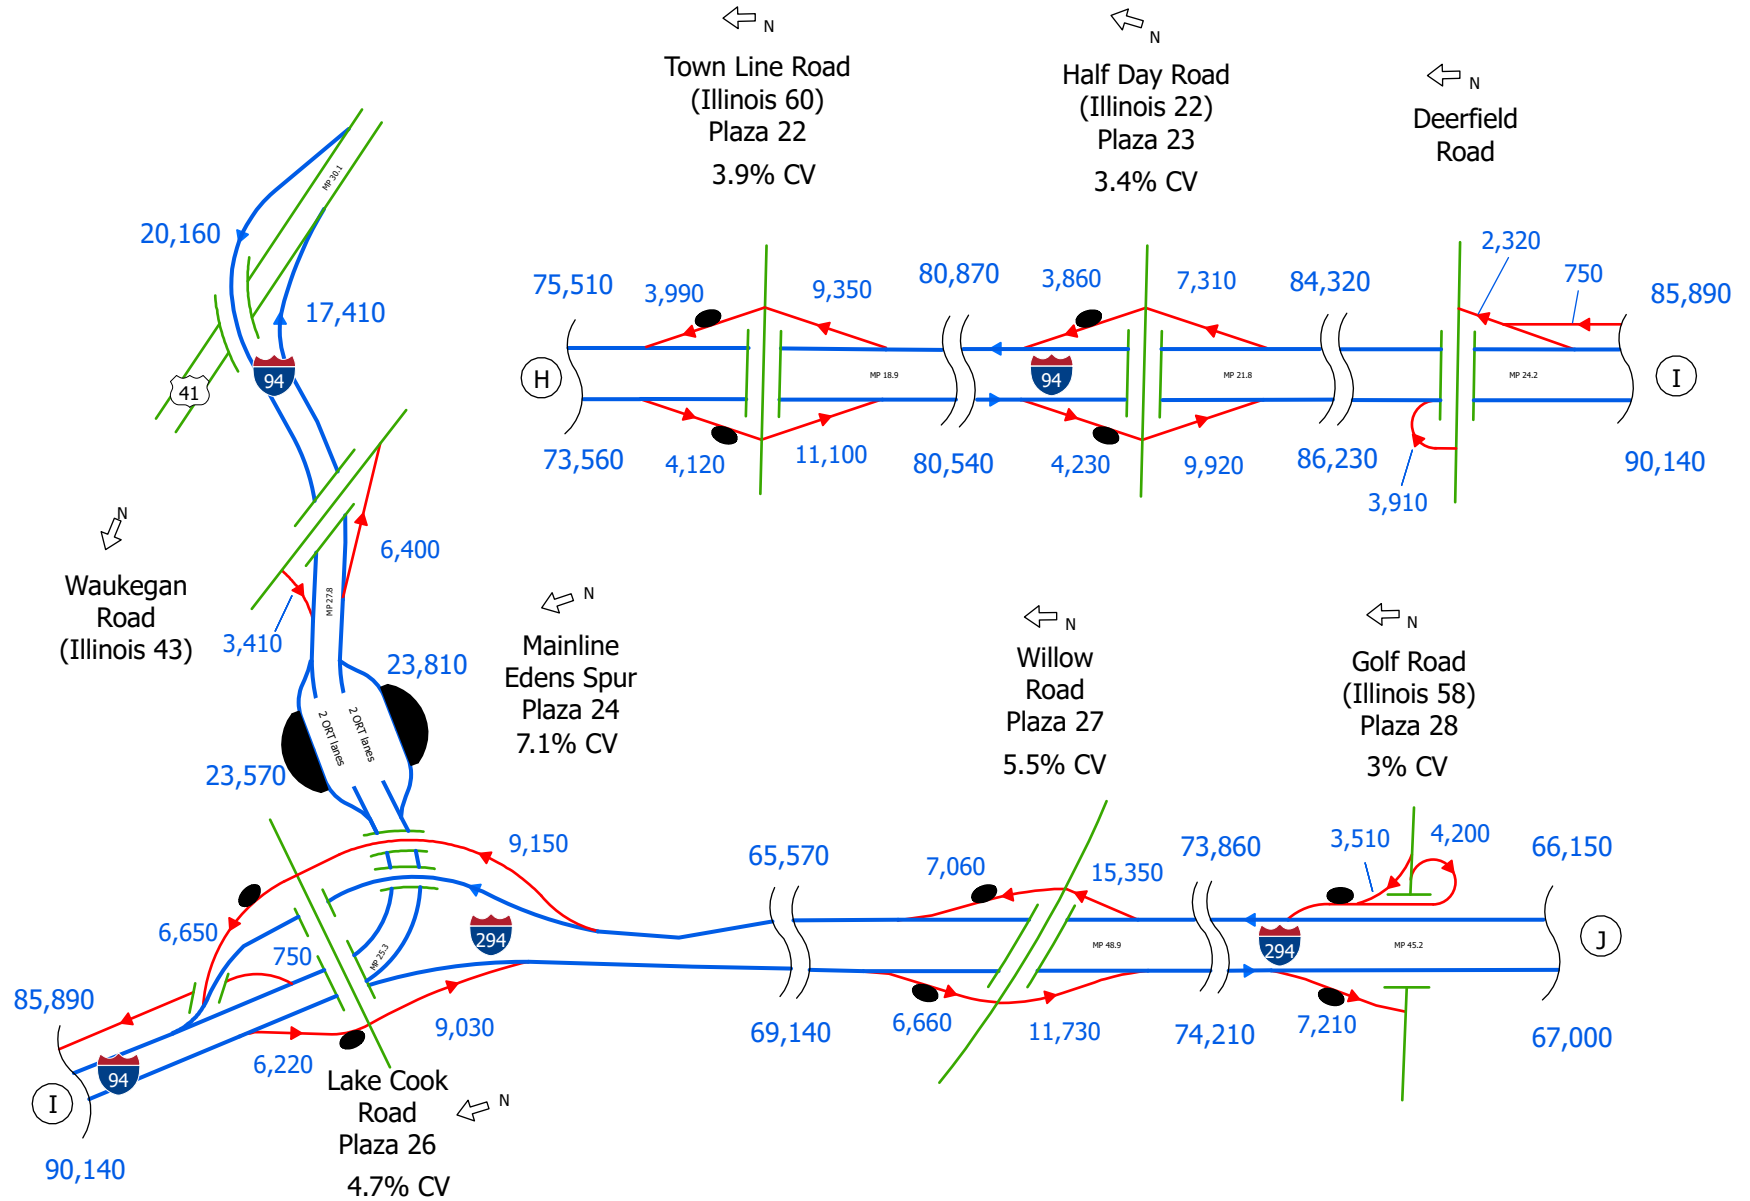 N
Town Line Road
(Illinois 60)
Plaza 22
3.9% CV
N
Half Day Road
(Illinois 22)
Plaza 23
3.4% CV
N
Deerfield
Road
MP 30.1
20,160
17,410
41
94
75,510
3,990
9,350
80,870
3,860
7,310
84,320
2,320
750
85,890
H
MP 18.9
94
MP 21.8
MP 24.2
I
73,560
4,120
11,100
80,540
4,230
9,920
86,230
3,910
90,140
N
Waukegan
Road
(Illinois 43)
6,400
MP 27.8
3,410
23,810
2 ORT lanes
2 ORT lanes
23,570
N
Mainline
Edens Spur
Plaza 24
7.1% CV
N
Willow
Road
Plaza 27
5.5% CV
N
Golf Road
(Illinois 58)
Plaza 28
3% CV
9,150
65,570
7,060
15,350
73,860
3,510
4,200
66,150
6,650
750
MP 25.3
294
MP 48.9
294
MP 45.2
J
85,890
9,030
69,140
6,660
11,730
74,210
7,210
67,000
94
6,220
I
90,140
Lake Cook
Road
Plaza 26
4.7% CV
N